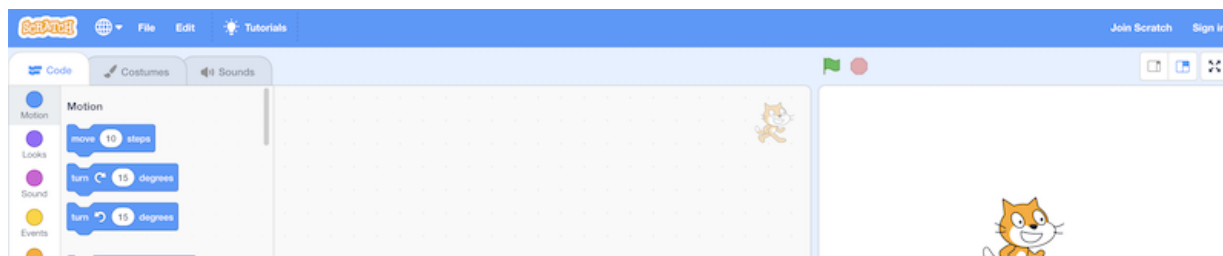 SCRATCH File Edit Tutorials Join Scratch Sign in
Code Costumes Sounds
Motion
Looks
Sound
Events
Motion
move 10 steps
turn 15 degrees
turn 15 degrees